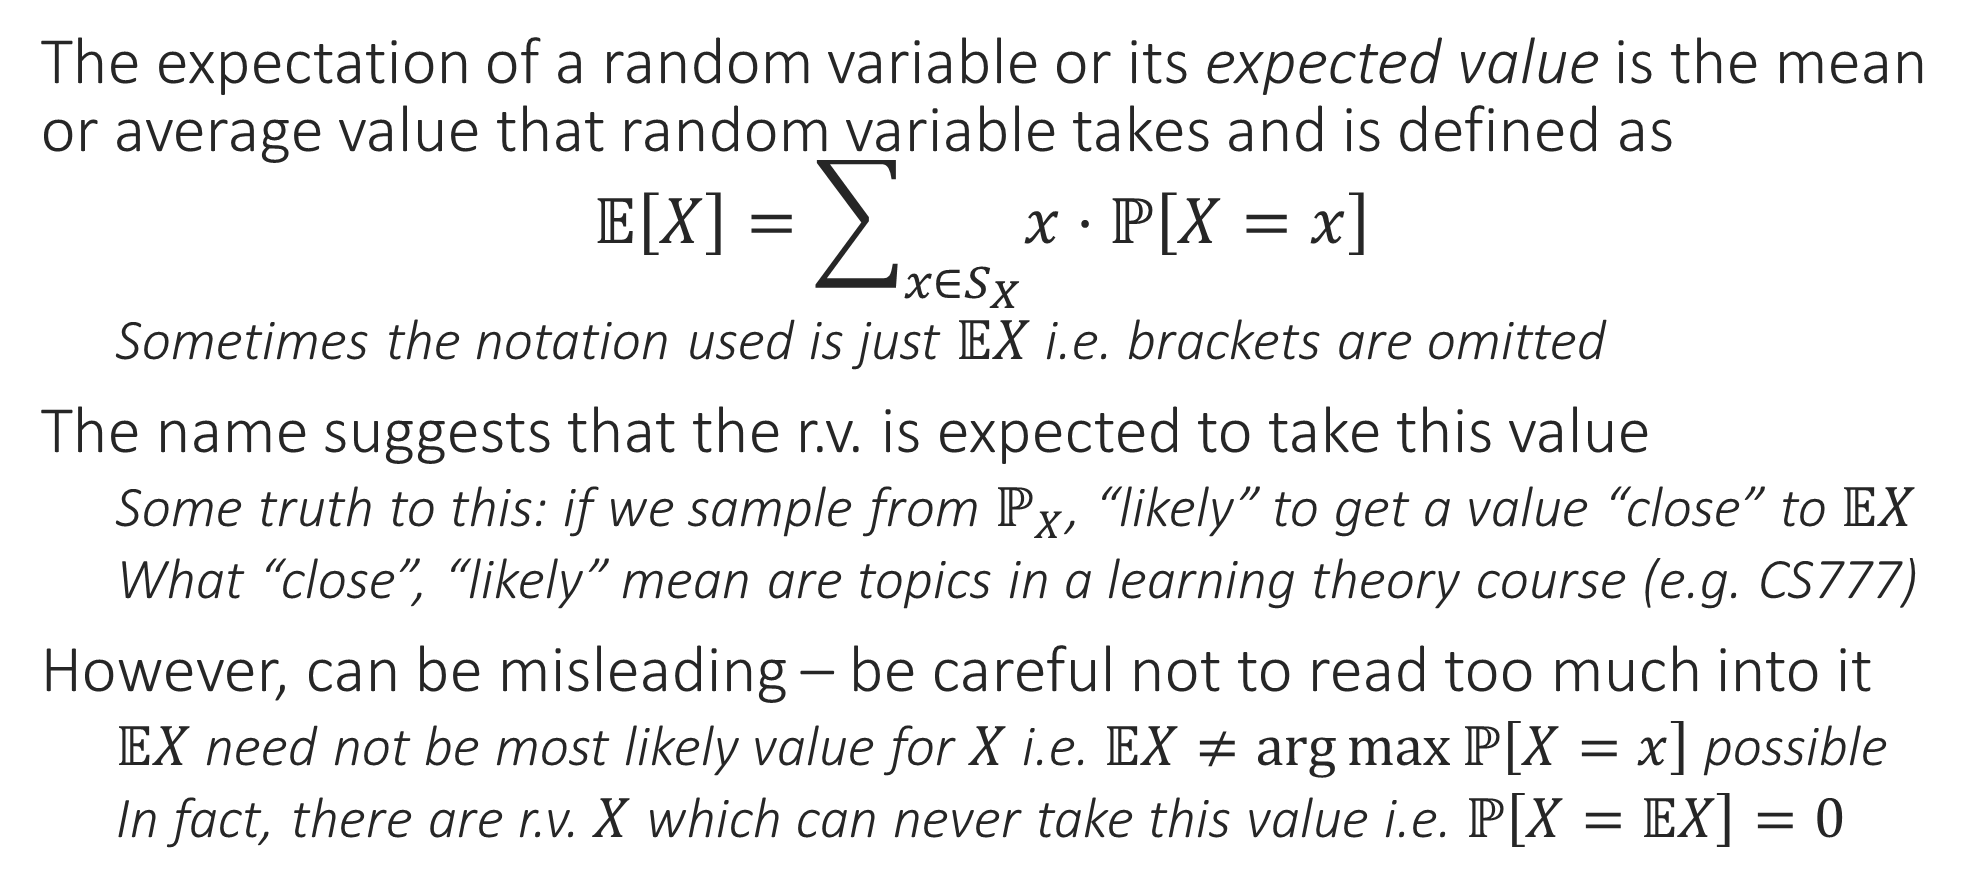 The expectation of a random variable or its expected value is the mean
or average value that random variable takes and is defined as
𝔼[X] = ∑_{x∈S_X} x · ℙ[X = x]
Sometimes the notation used is just 𝔼X i.e. brackets are omitted
The name suggests that the r.v. is expected to take this value
Some truth to this: if we sample from ℙ_X, “likely” to get a value “close” to 𝔼X
What “close”, “likely” mean are topics in a learning theory course (e.g. CS777)
However, can be misleading – be careful not to read too much into it
𝔼X need not be most likely value for X i.e. 𝔼X ≠ arg max ℙ[X = x] possible
In fact, there are r.v. X which can never take this value i.e. ℙ[X = 𝔼X] = 0